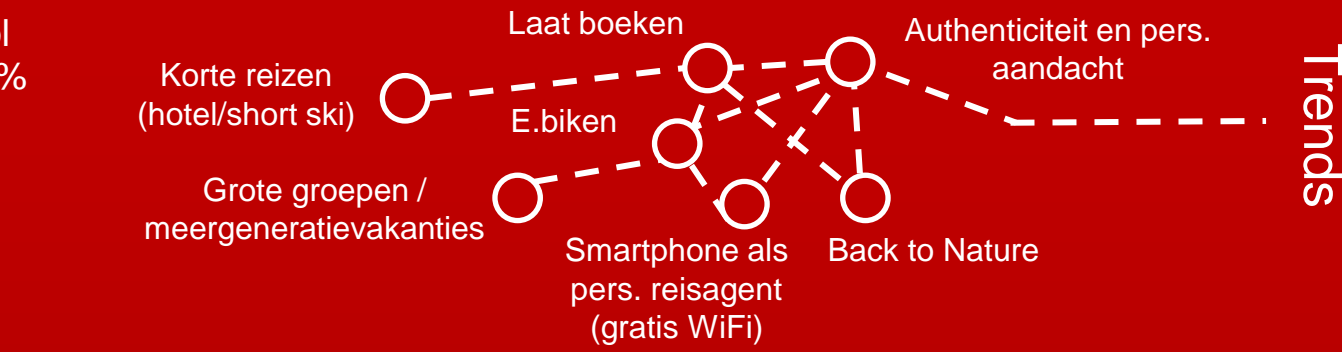 %
Laat boeken
Authenticiteit en pers.
aandacht
Korte reizen
(hotel/short ski)
E.biken
Grote groepen /
meergeneratievakanties
Smartphone als
pers. reisagent
(gratis WiFi)
Back to Nature
Trends